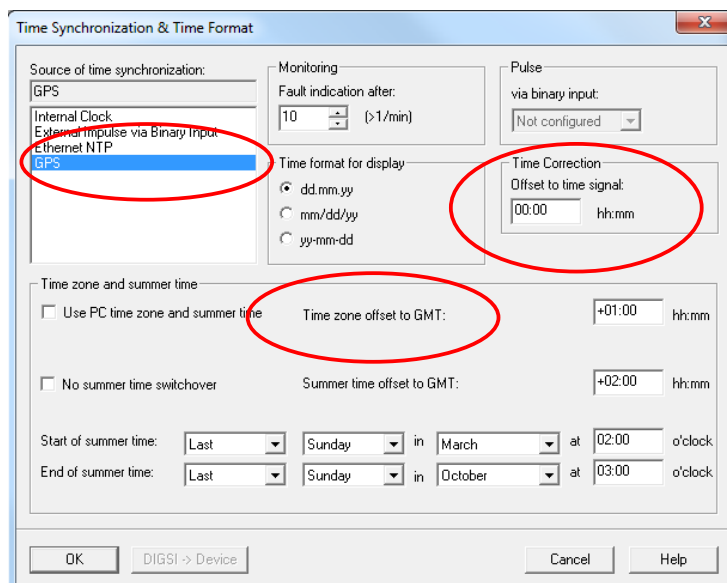 Time Synchronization & Time Format
Source of time synchronization:
GPS
Internal Clock
External Impulse via Binary Input
Ethernet NTP
GPS
Monitoring
Fault indication after:
10 (>1/min)
Pulse
via binary input:
Not configured
Time format for display
dd.mm.yy
mm/dd/yy
yy-mm-dd
Time Correction
Offset to time signal:
00:00 hh:mm
Time zone and summer time
Use PC time zone and summer time Time zone offset to GMT: +01:00 hh:mm
No summer time switchover Summer time offset to GMT: +02:00 hh:mm
Start of summer time: Last Sunday in March at 02:00 o'clock
End of summer time: Last Sunday in October at 03:00 o'clock
OK DIGSI -> Device Cancel Help